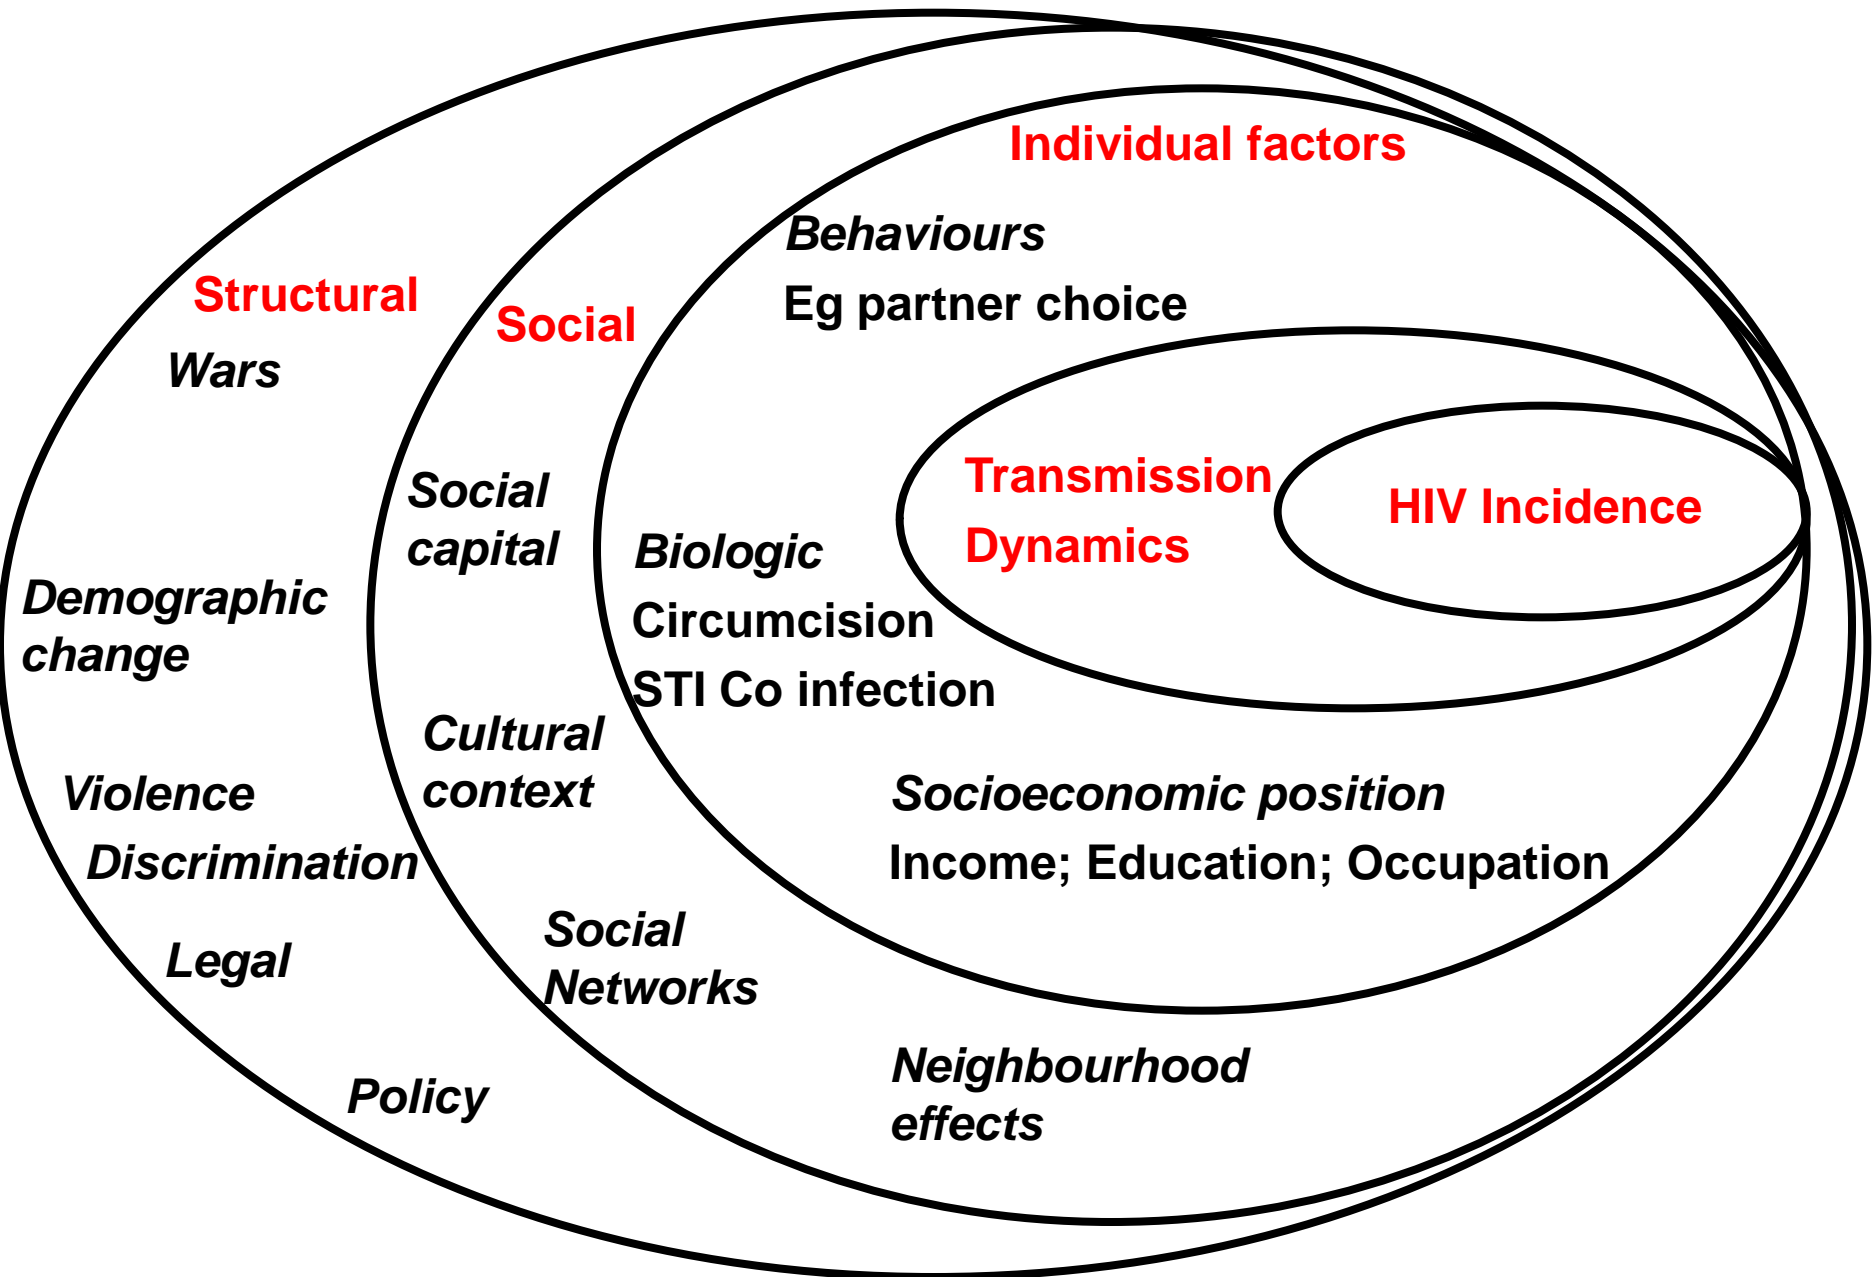 Individual factors
Behaviours
Eg partner choice
Structural
Wars
Social
Social
capital
Transmission
Dynamics
HIV Incidence
Biologic
Circumcision
STI Co infection
Demographic
change
Cultural
context
Violence
Discrimination
Socioeconomic position
Income; Education; Occupation
Legal
Social
Networks
Policy
Neighbourhood
effects